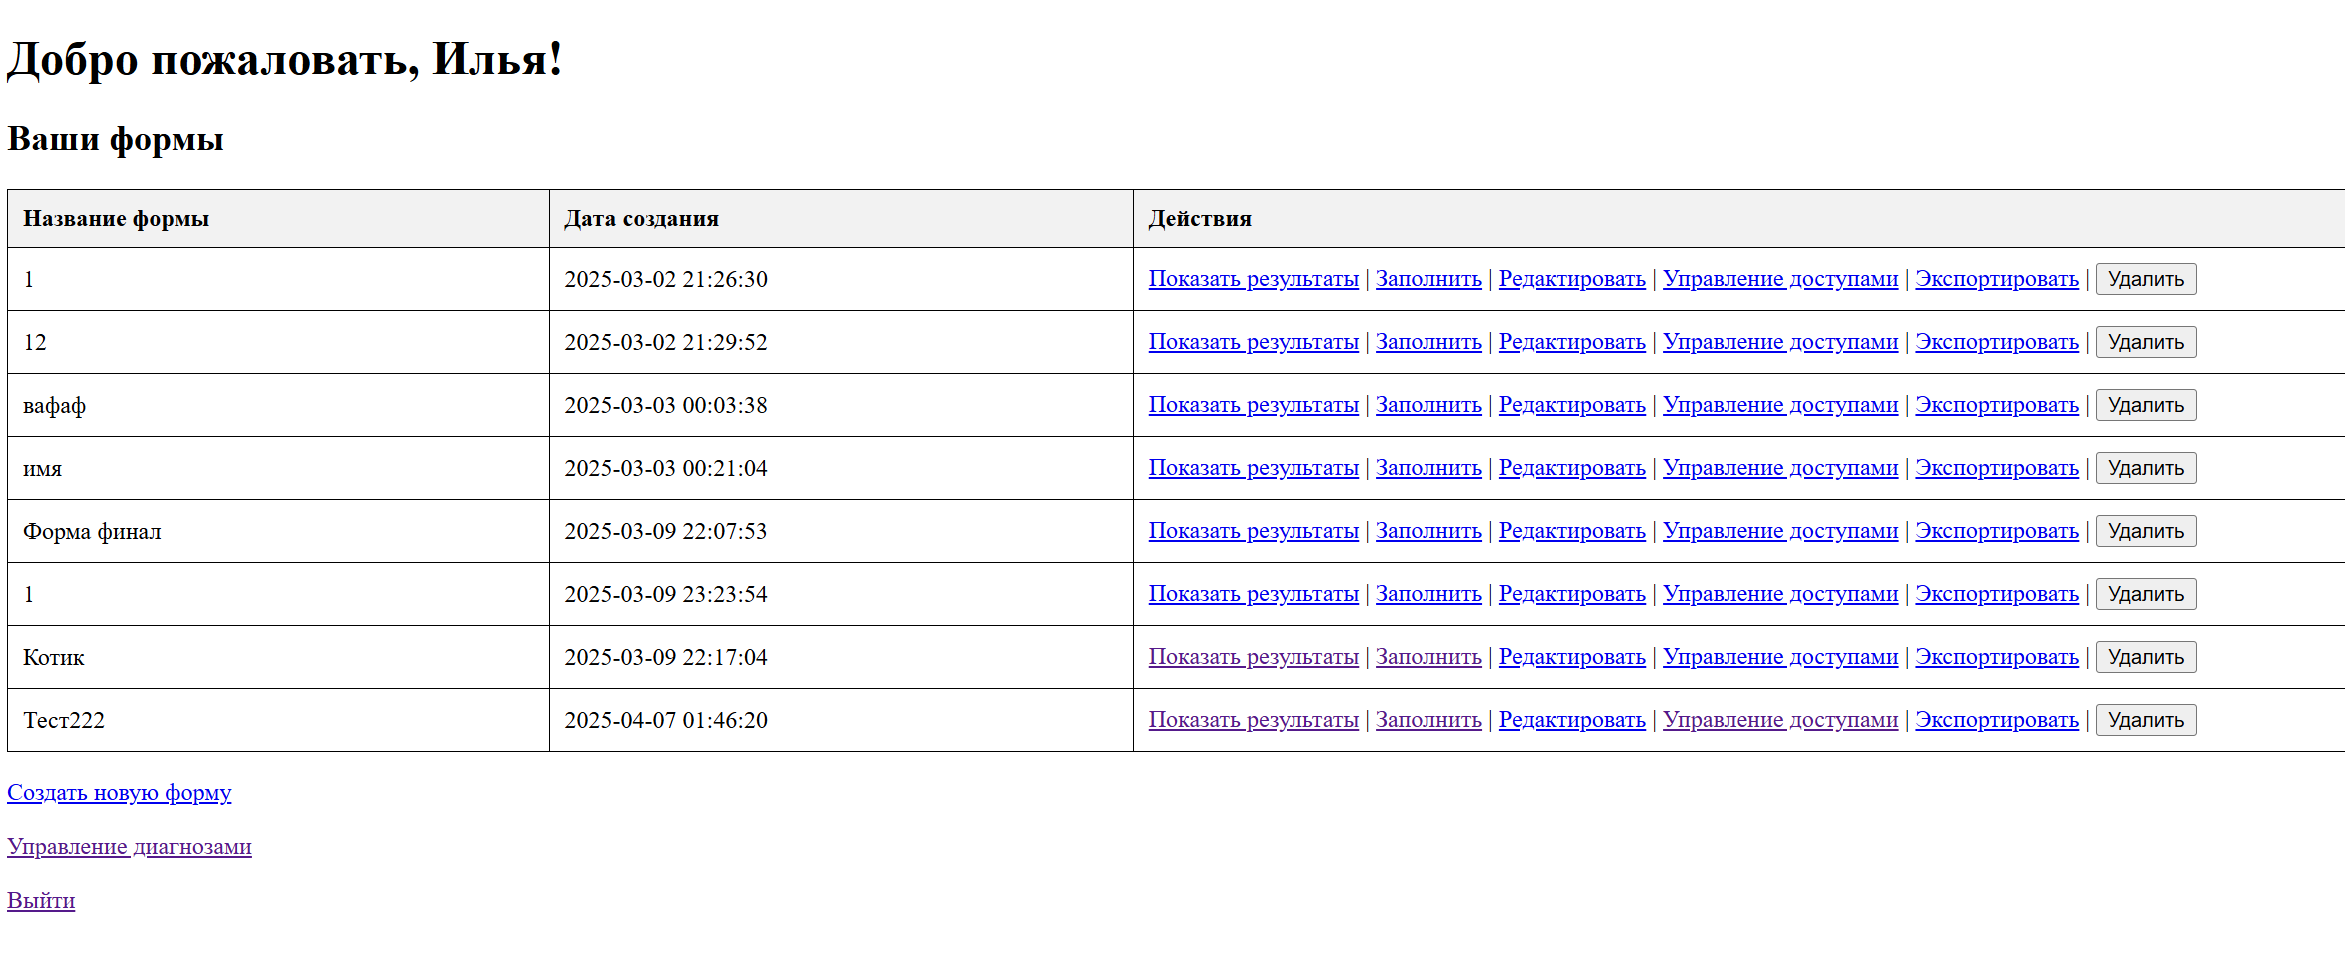 Добро пожаловать, Илья!
Ваши формы
Название формы Дата создания Действия
1 2025-03-02 21:26:30 Показать результаты | Заполнить | Редактировать | Управление доступами | Экспортировать | Удалить
12 2025-03-02 21:29:52 Показать результаты | Заполнить | Редактировать | Управление доступами | Экспортировать | Удалить
вафаф 2025-03-03 00:03:38 Показать результаты | Заполнить | Редактировать | Управление доступами | Экспортировать | Удалить
имя 2025-03-03 00:21:04 Показать результаты | Заполнить | Редактировать | Управление доступами | Экспортировать | Удалить
Форма финал 2025-03-09 22:07:53 Показать результаты | Заполнить | Редактировать | Управление доступами | Экспортировать | Удалить
1 2025-03-09 23:23:54 Показать результаты | Заполнить | Редактировать | Управление доступами | Экспортировать | Удалить
Котик 2025-03-09 22:17:04 Показать результаты | Заполнить | Редактировать | Управление доступами | Экспортировать | Удалить
Тест222 2025-04-07 01:46:20 Показать результаты | Заполнить | Редактировать | Управление доступами | Экспортировать | Удалить
Создать новую форму
Управление диагнозами
Выйти